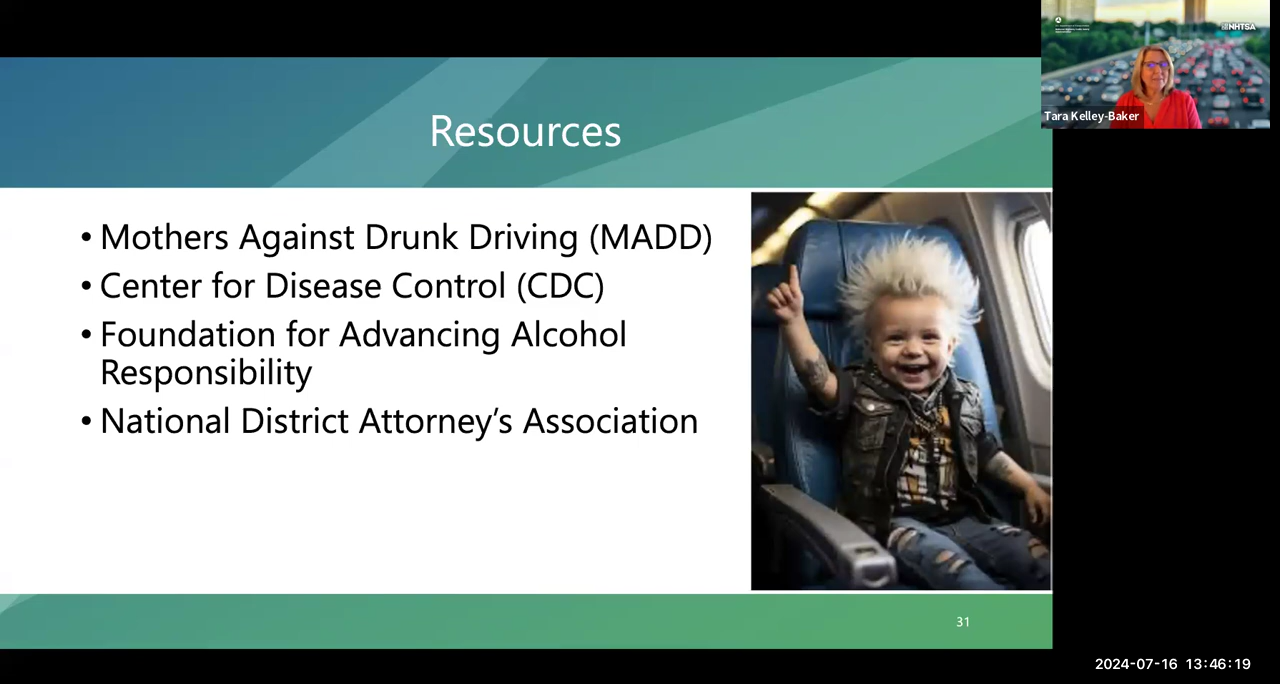 NHTSA
Tara Kelley-Baker
Resources
• Mothers Against Drunk Driving (MADD)
• Center for Disease Control (CDC)
• Foundation for Advancing Alcohol
Responsibility
• National District Attorney’s Association
31
2024-07-16 13:46:19